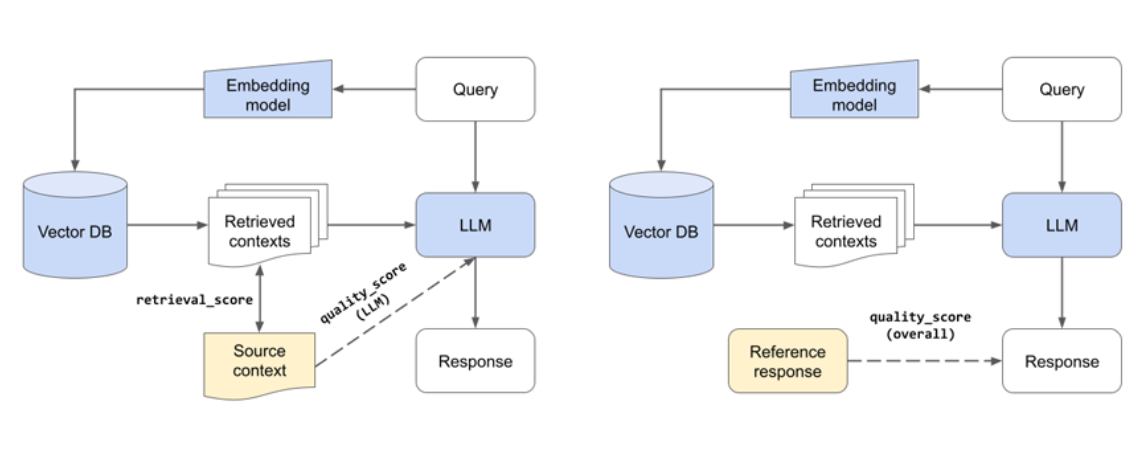 Embedding
model
Query
Vector DB
Retrieved
contexts
LLM
retrieval_score
quality_score
(LLM)
Source
context
Response
Embedding
model
Query
Vector DB
Retrieved
contexts
LLM
quality_score
(overall)
Reference
response
Response